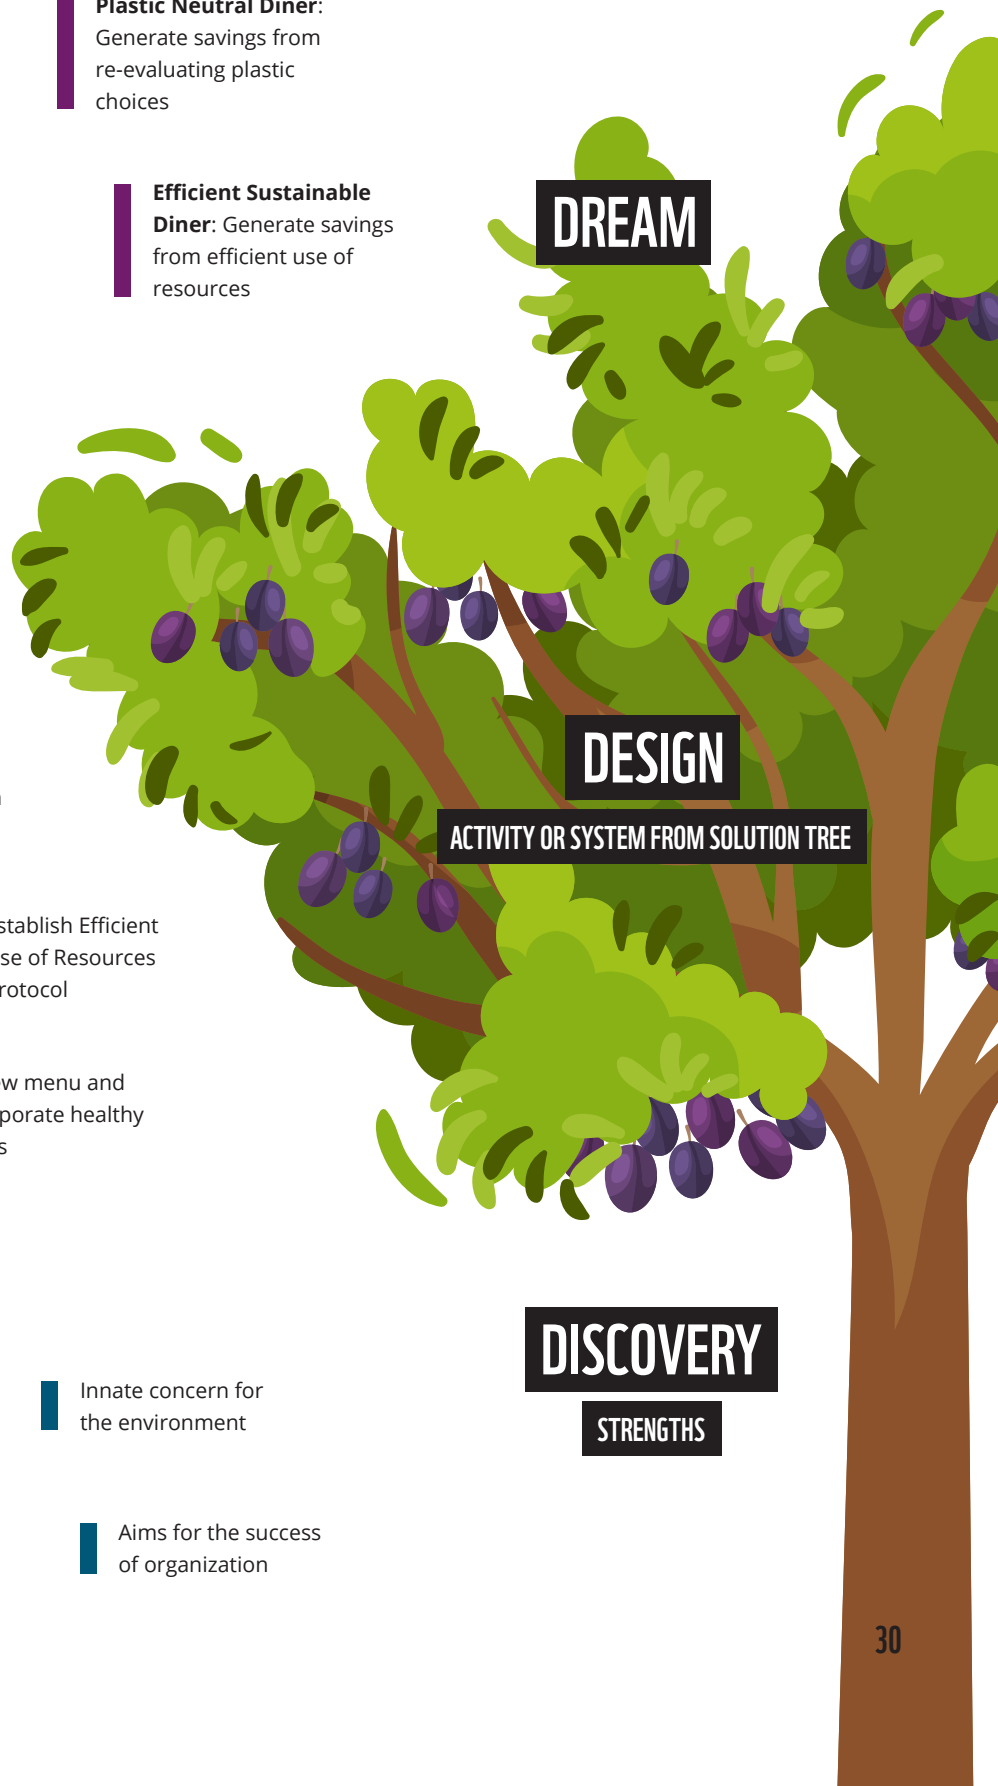 Plastic Neutral Diner:
Generate savings from
re-evaluating plastic
choices
Efficient Sustainable
Diner: Generate savings
from efficient use of
resources
DREAM
DESIGN
ACTIVITY OR SYSTEM FROM SOLUTION TREE
stablish Efficient
se of Resources
rotocol
ew menu and
porate healthy
s
DISCOVERY
STRENGTHS
Innate concern for
the environment
Aims for the success
of organization
30